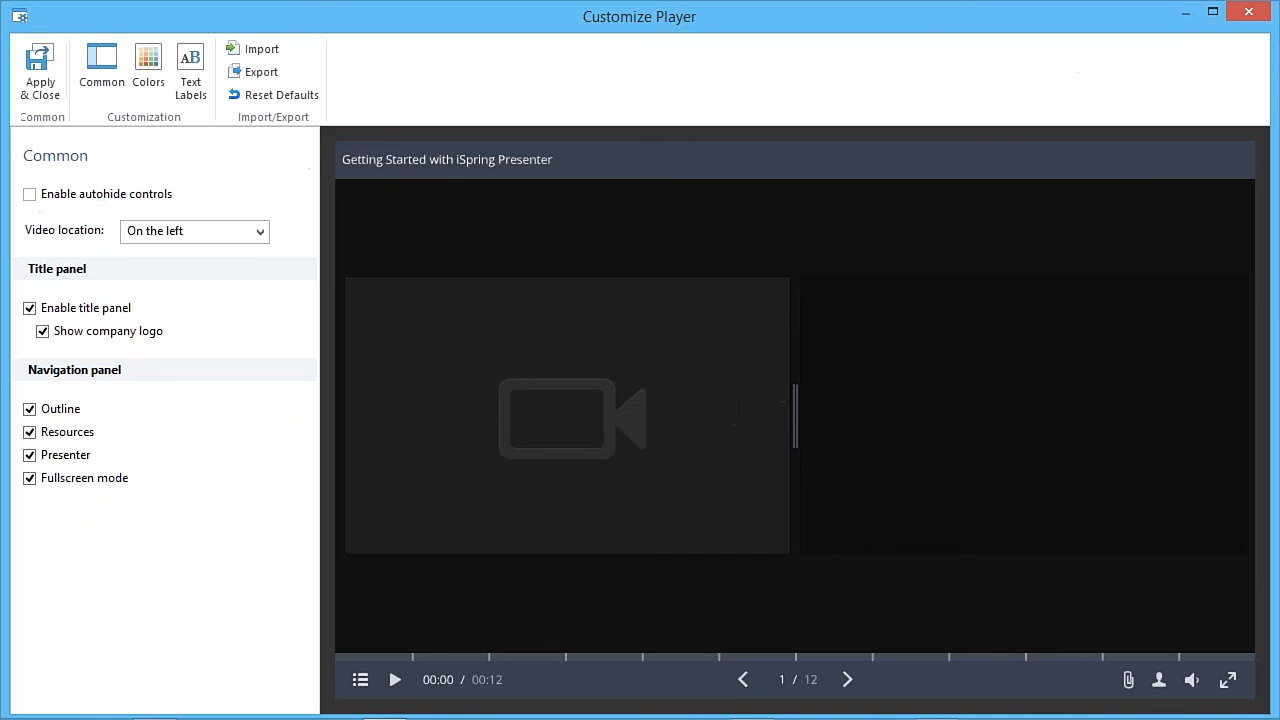 Customize Player
Apply & Close
Common
Colors
AB
Text Labels
Import
Export
Reset Defaults
Common
Customization
Import/Export
Common
Enable autohide controls
Video location: On the left
Title panel
Enable title panel
Show company logo
Navigation panel
Outline
Resources
Presenter
Fullscreen mode
Getting Started with iSpring Presenter
00:00 / 00:12
1 / 12